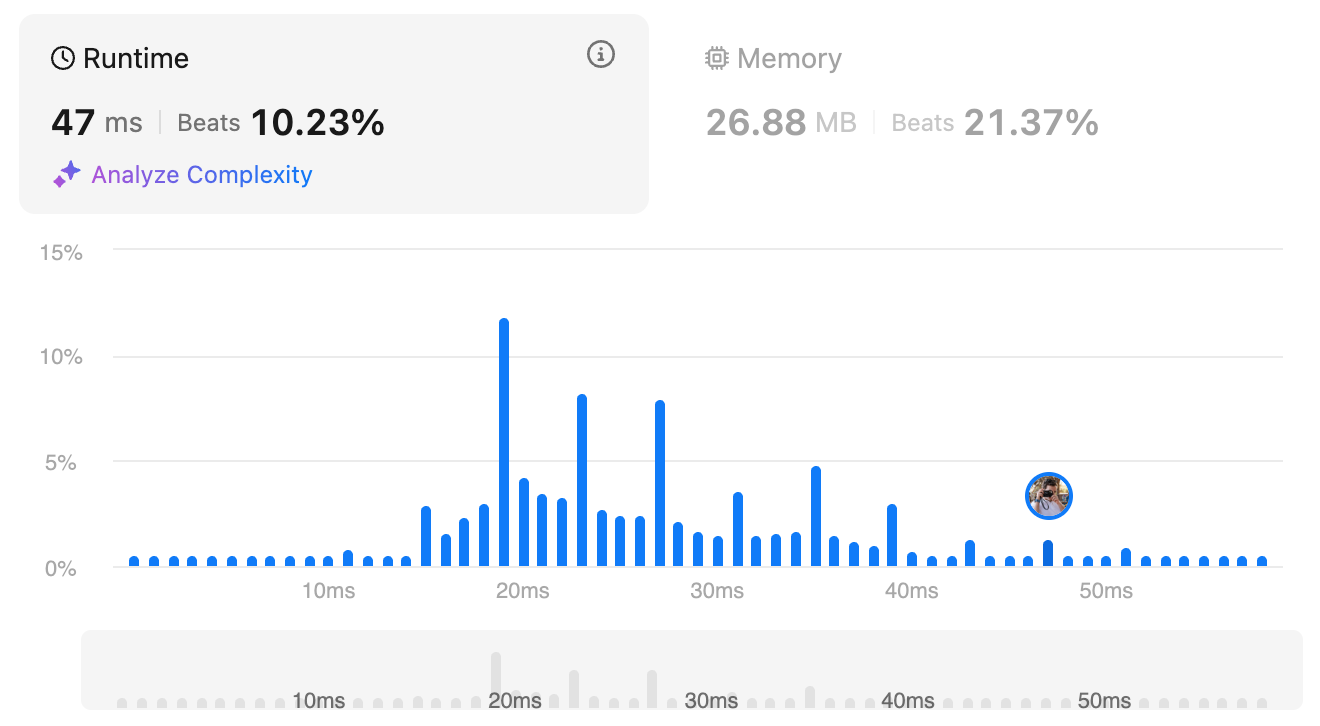 Runtime
47 ms Beats 10.23%
Analyze Complexity
Memory
26.88 MB Beats 21.37%
15%
10%
5%
0%
10ms 20ms 30ms 40ms 50ms
10ms 20ms 30ms 40ms 50ms